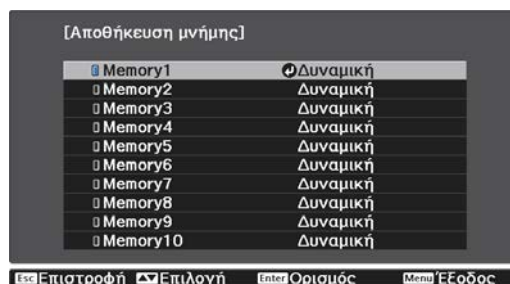 [Αποθήκευση μνήμης]
Memory1 Δυναμική
Memory2 Δυναμική
Memory3 Δυναμική
Memory4 Δυναμική
Memory5 Δυναμική
Memory6 Δυναμική
Memory7 Δυναμική
Memory8 Δυναμική
Memory9 Δυναμική
Memory10 Δυναμική
Esc Επιστροφή Επιλογή Enter Ορισμός Menu Έξοδος